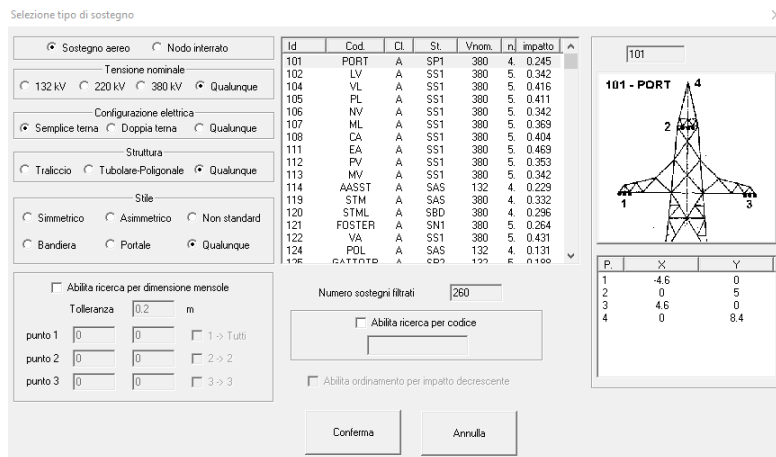 Selezione tipo di sostegno
Sostegno aereo Nodo interrato
Tensione nominale
132 kV 220 kV 380 kV Qualunque
Configurazione elettrica
Semplice terna Doppia terna Qualunque
Struttura
Traliccio Tubolare-Poligonale Qualunque
Stile
Simmetrico Asimmetrico Non standard
Bandiera Portale Qualunque
Abilita ricerca per dimensione mensole
Tolleranza 0.2 m
punto 1 0 0 1 -> Tutti
punto 2 0 0 2 -> 2
punto 3 0 0 3 -> 3
Id Cod. Cl. St. Vnom. n. impatto
101 PORT A SP1 380 4. 0.245
102 LV A SS1 380 5. 0.342
104 VL A SS1 380 5. 0.416
105 PL A SS1 380 5. 0.411
106 NV A SS1 380 5. 0.342
107 ML A SS1 380 5. 0.369
108 CA A SS1 380 5. 0.404
111 EA A SS1 380 5. 0.469
112 PV A SS1 380 5. 0.353
113 MV A SS1 380 5. 0.342
114 AASST A SAS 132 4. 0.229
119 STM A SAS 380 4. 0.332
120 STML A SBD 380 4. 0.296
121 FOSTER A SN1 380 5. 0.264
122 VA A SS1 380 5. 0.431
124 POL A SAS 132 4. 0.131
125 GATTOTP A SP2 132 5. 0.188
Numero sostegni filtrati 260
Abilita ricerca per codice
Abilita ordinamento per impatto decrescente
Conferma Annulla
101
101 - PORT 4
2
1 3
P. X Y
1 -4.6 0
2 0 5
3 4.6 0
4 0 8.4